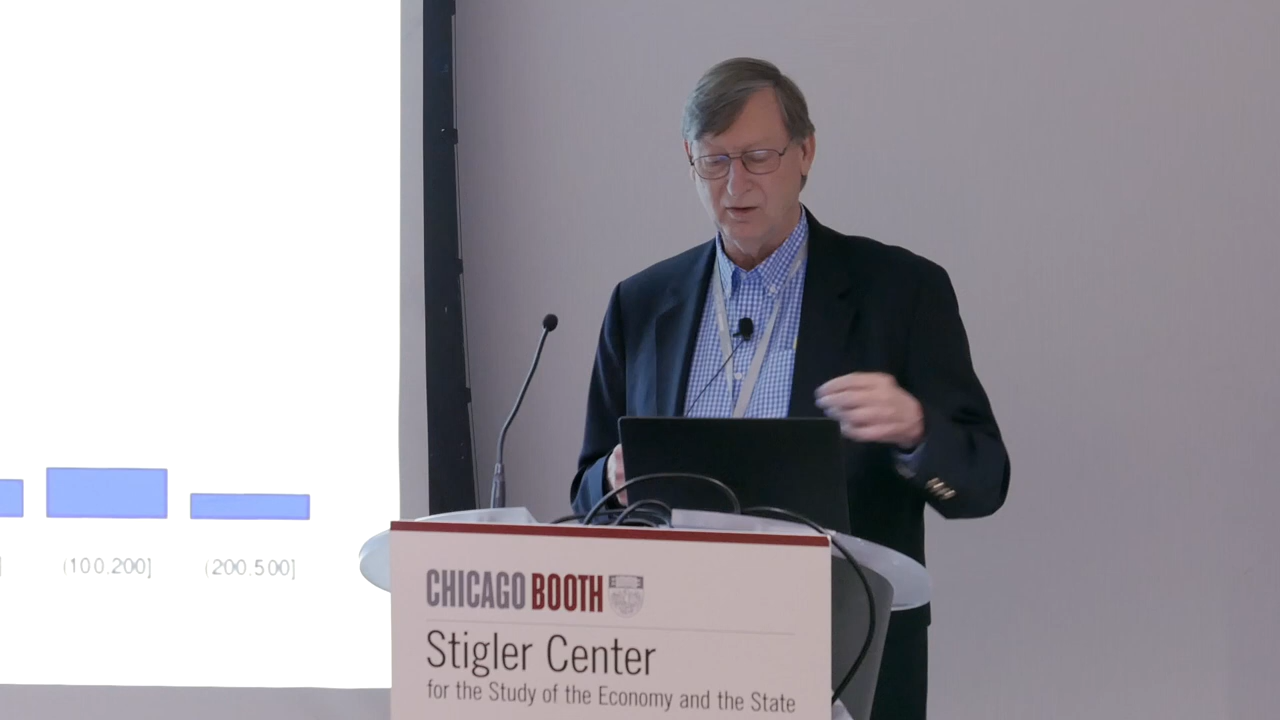 (100,200]
(200,500]
CHICAGO BOOTH
Stigler Center
for the Study of the Economy and the State